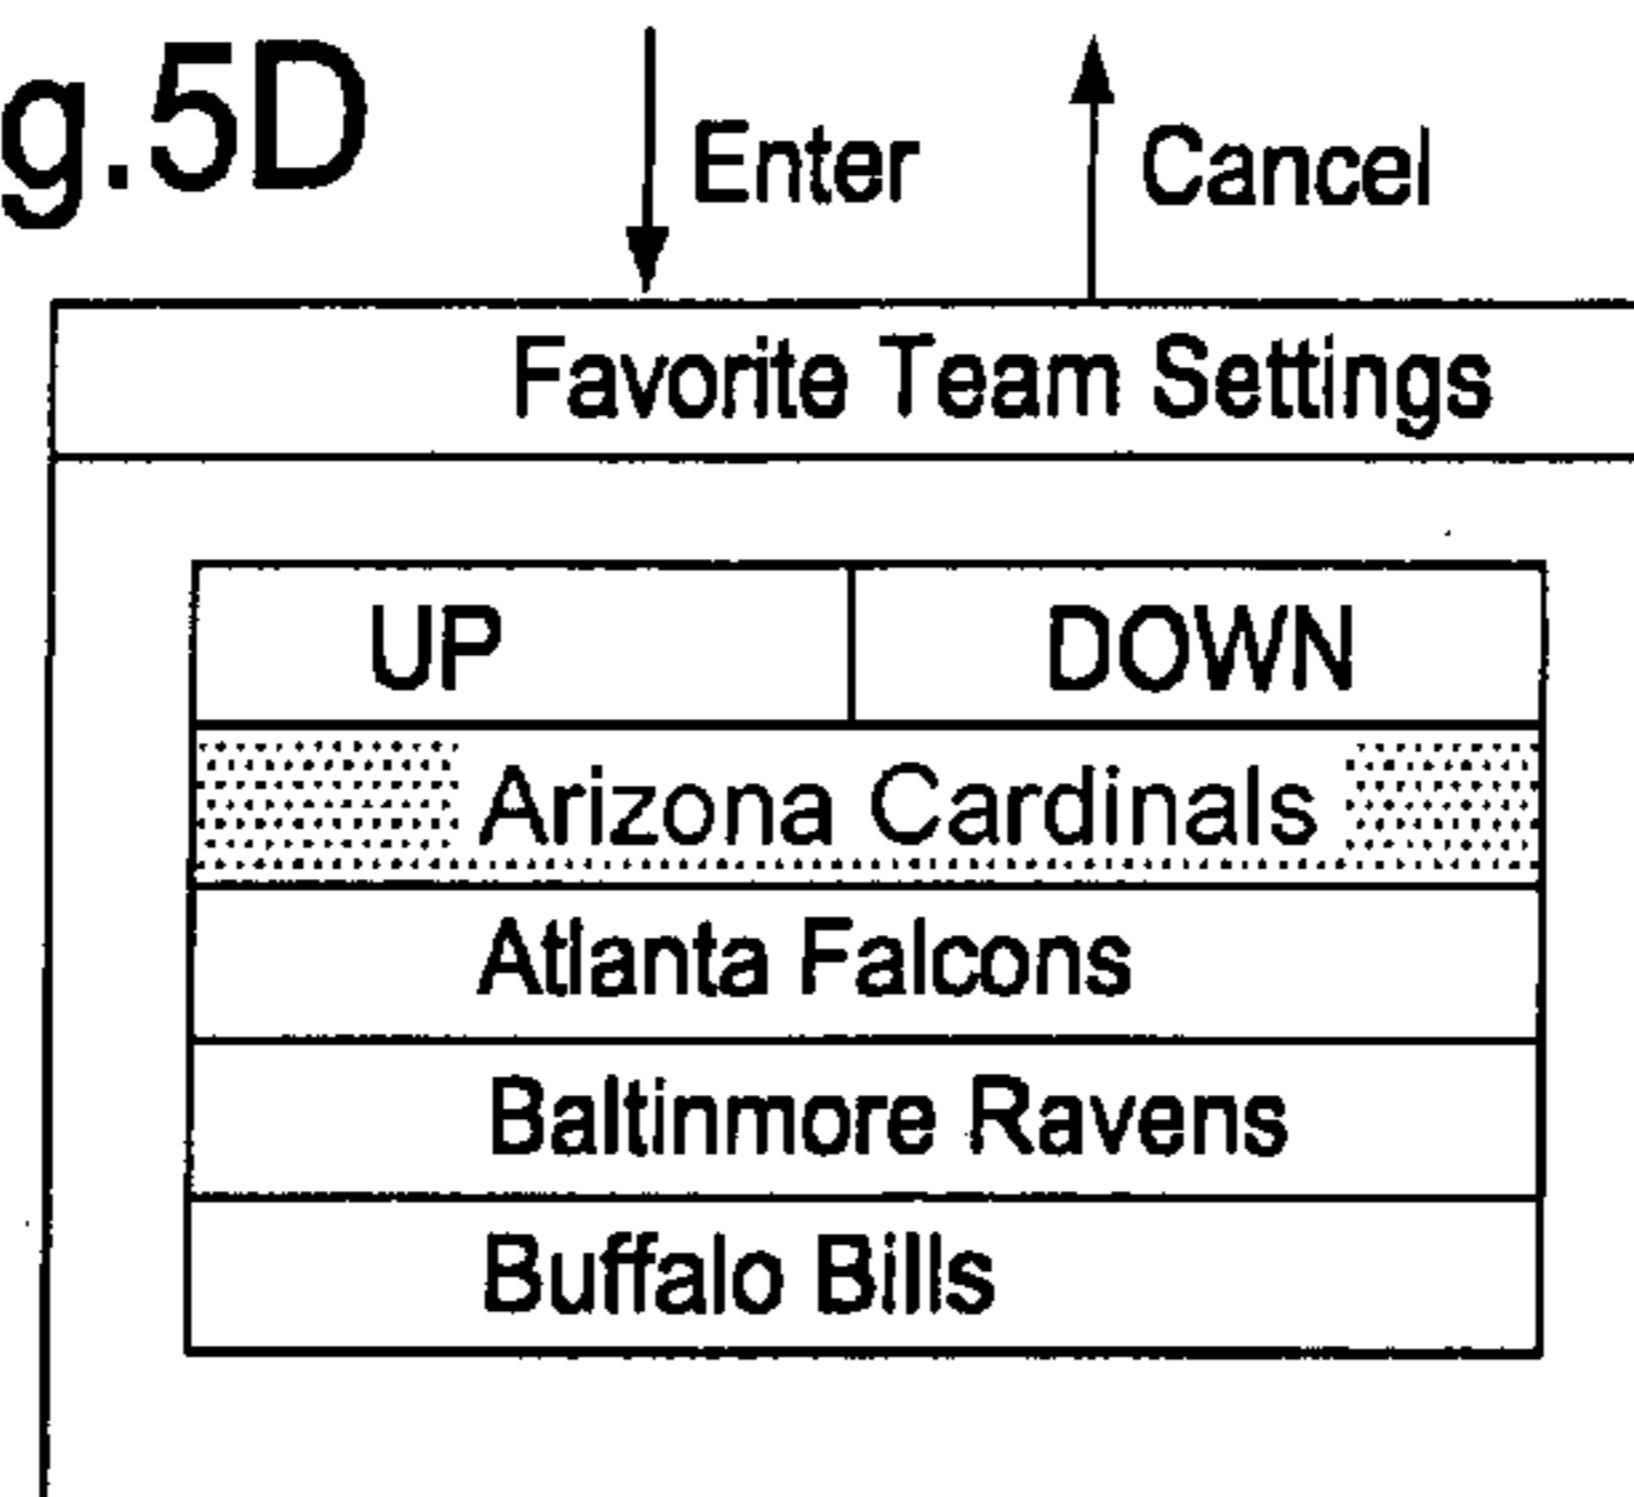 g.5D
Enter
Cancel
Favorite Team Settings
UP
DOWN
Arizona Cardinals
Atlanta Falcons
Baltinmore Ravens
Buffalo Bills